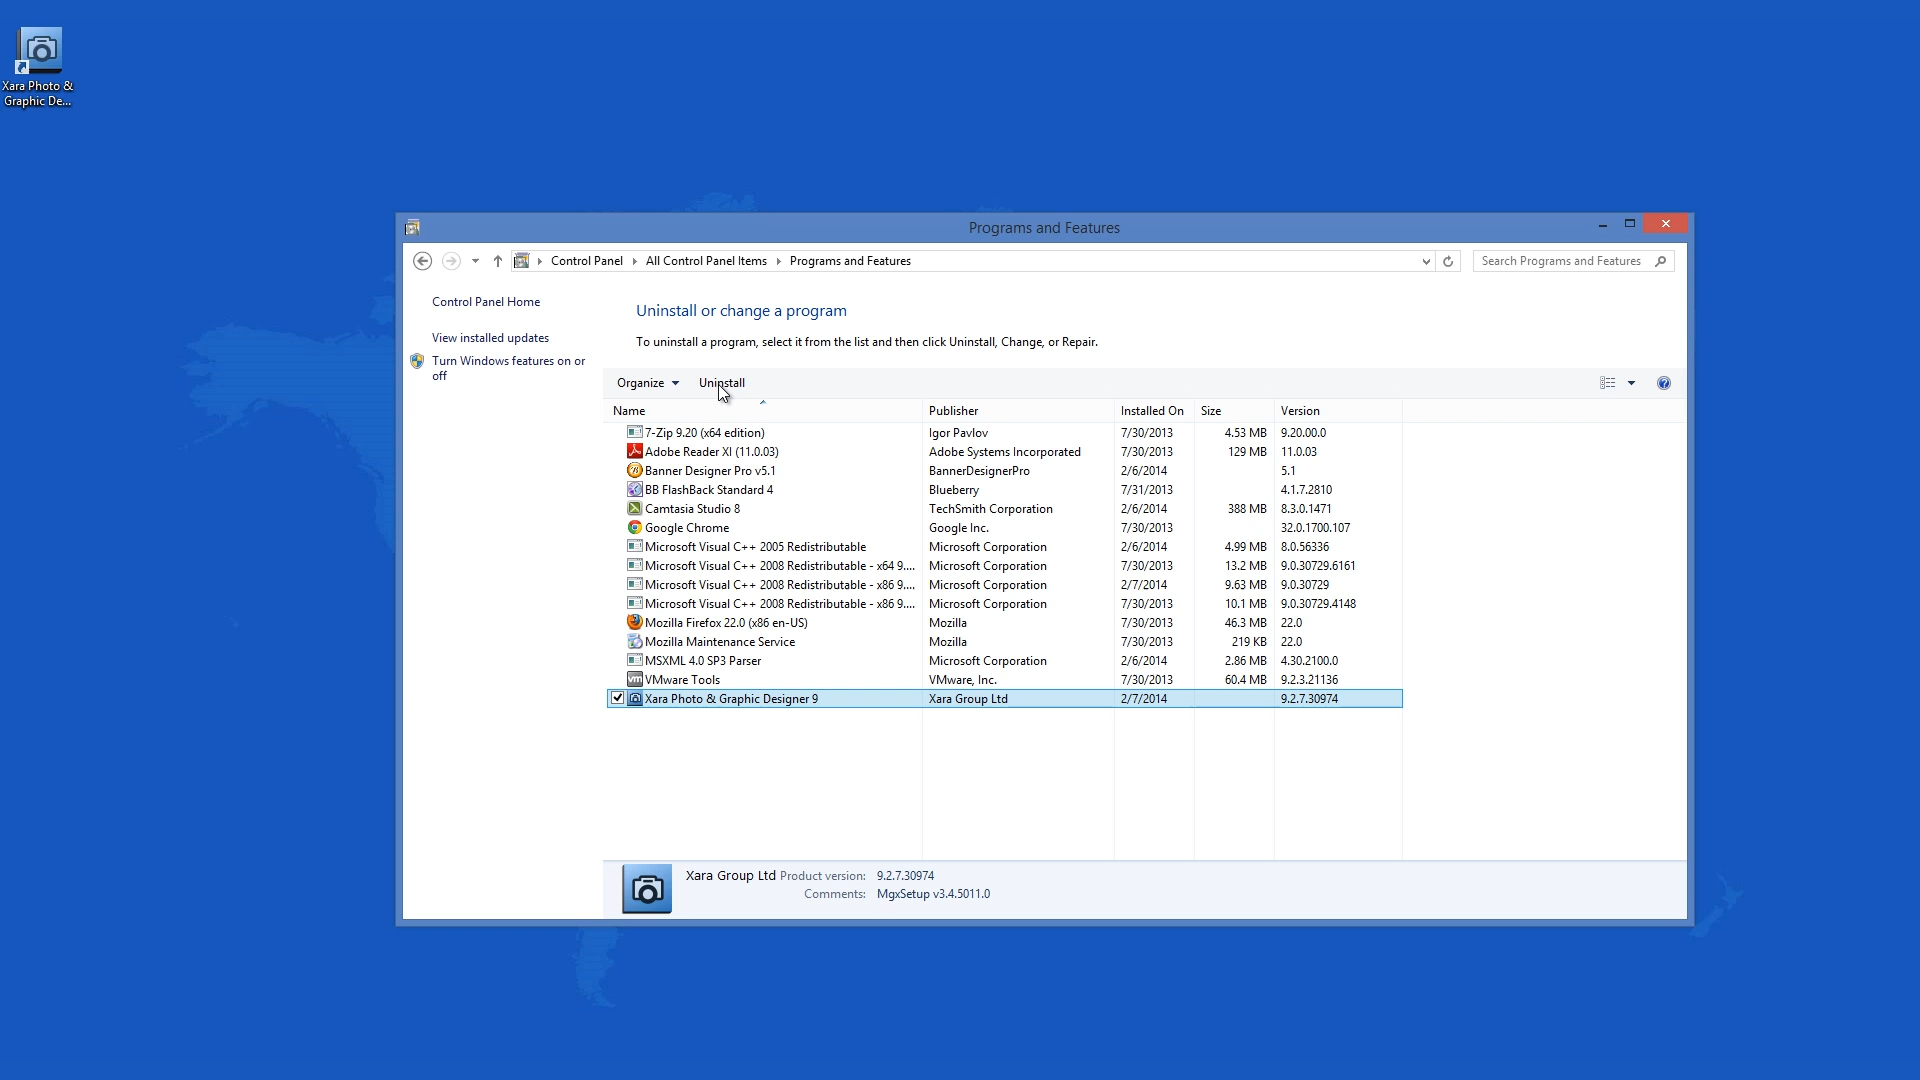 Xara Photo &
Graphic De...
Programs and Features
Control Panel All Control Panel Items Programs and Features
Search Programs and Features
Control Panel Home
View installed updates
Turn Windows features on or
off
Uninstall or change a program
To uninstall a program, select it from the list and then click Uninstall, Change, or Repair.
Organize Uninstall
Name Publisher Installed On Size Version
7-Zip 9.20 (x64 edition) Igor Pavlov 7/30/2013 4.53 MB 9.20.00.0
Adobe Reader XI (11.0.03) Adobe Systems Incorporated 7/30/2013 129 MB 11.0.03
Banner Designer Pro v5.1 BannerDesignerPro 2/6/2014 5.1
BB FlashBack Standard 4 Blueberry 7/31/2013 4.1.7.2810
Camtasia Studio 8 TechSmith Corporation 2/6/2014 388 MB 8.3.0.1471
Google Chrome Google Inc. 7/30/2013 32.0.1700.107
Microsoft Visual C++ 2005 Redistributable Microsoft Corporation 2/6/2014 4.99 MB 8.0.56336
Microsoft Visual C++ 2008 Redistributable - x64 9.... Microsoft Corporation 7/30/2013 13.2 MB 9.0.30729.6161
Microsoft Visual C++ 2008 Redistributable - x86 9.... Microsoft Corporation 2/7/2014 9.63 MB 9.0.30729
Microsoft Visual C++ 2008 Redistributable - x86 9.... Microsoft Corporation 7/30/2013 10.1 MB 9.0.30729.4148
Mozilla Firefox 22.0 (x86 en-US) Mozilla 7/30/2013 46.3 MB 22.0
Mozilla Maintenance Service Mozilla 7/30/2013 219 KB 22.0
MSXML 4.0 SP3 Parser Microsoft Corporation 2/6/2014 2.86 MB 4.30.2100.0
vm VMware Tools VMware, Inc. 7/30/2013 60.4 MB 9.2.3.21136
Xara Photo & Graphic Designer 9 Xara Group Ltd 2/7/2014 9.2.7.30974
Xara Group Ltd Product version: 9.2.7.30974
Comments: MgxSetup v3.4.5011.0